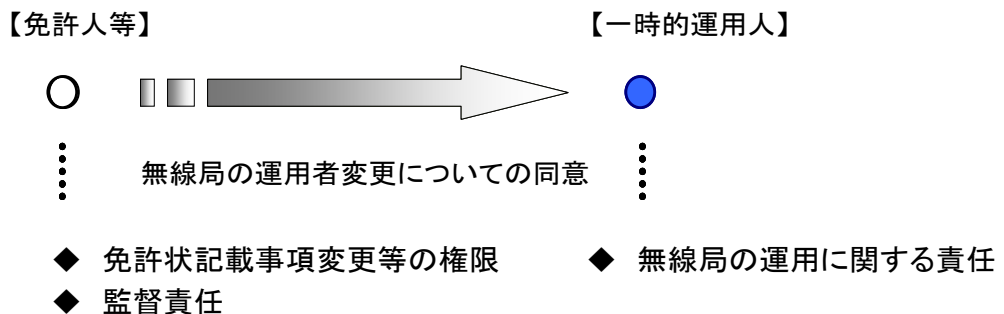 【免許人等】 【一時的運用人】
無線局の運用者変更についての同意
◆ 免許状記載事項変更等の権限 ◆ 無線局の運用に関する責任
◆ 監督責任